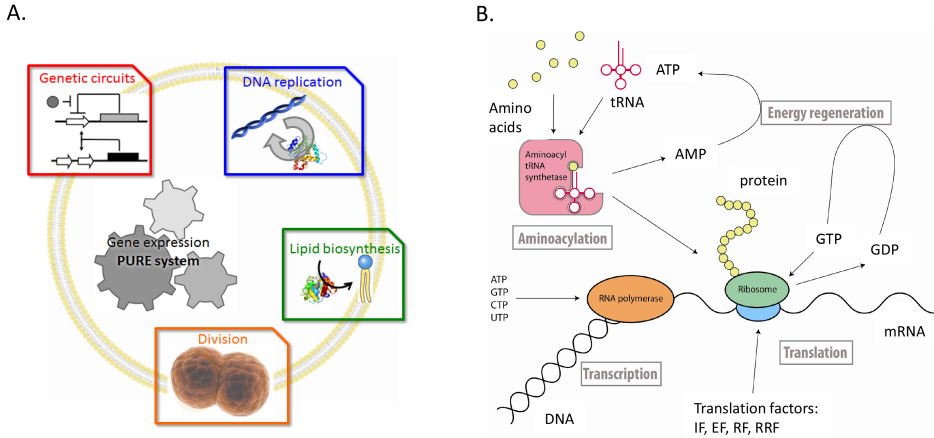 A.
Genetic circuits
DNA replication
Gene expression
PURE system
Lipid biosynthesis
Division
B.
Amino
acids
tRNA
ATP
Energy regeneration
Aminoacyl
tRNA
synthetase
AMP
Aminoacylation
protein
GTP
GDP
ATP
GTP
CTP
UTP
RNA polymerase
Ribosome
mRNA
Transcription
Translation
DNA
Translation factors:
IF, EF, RF, RRF